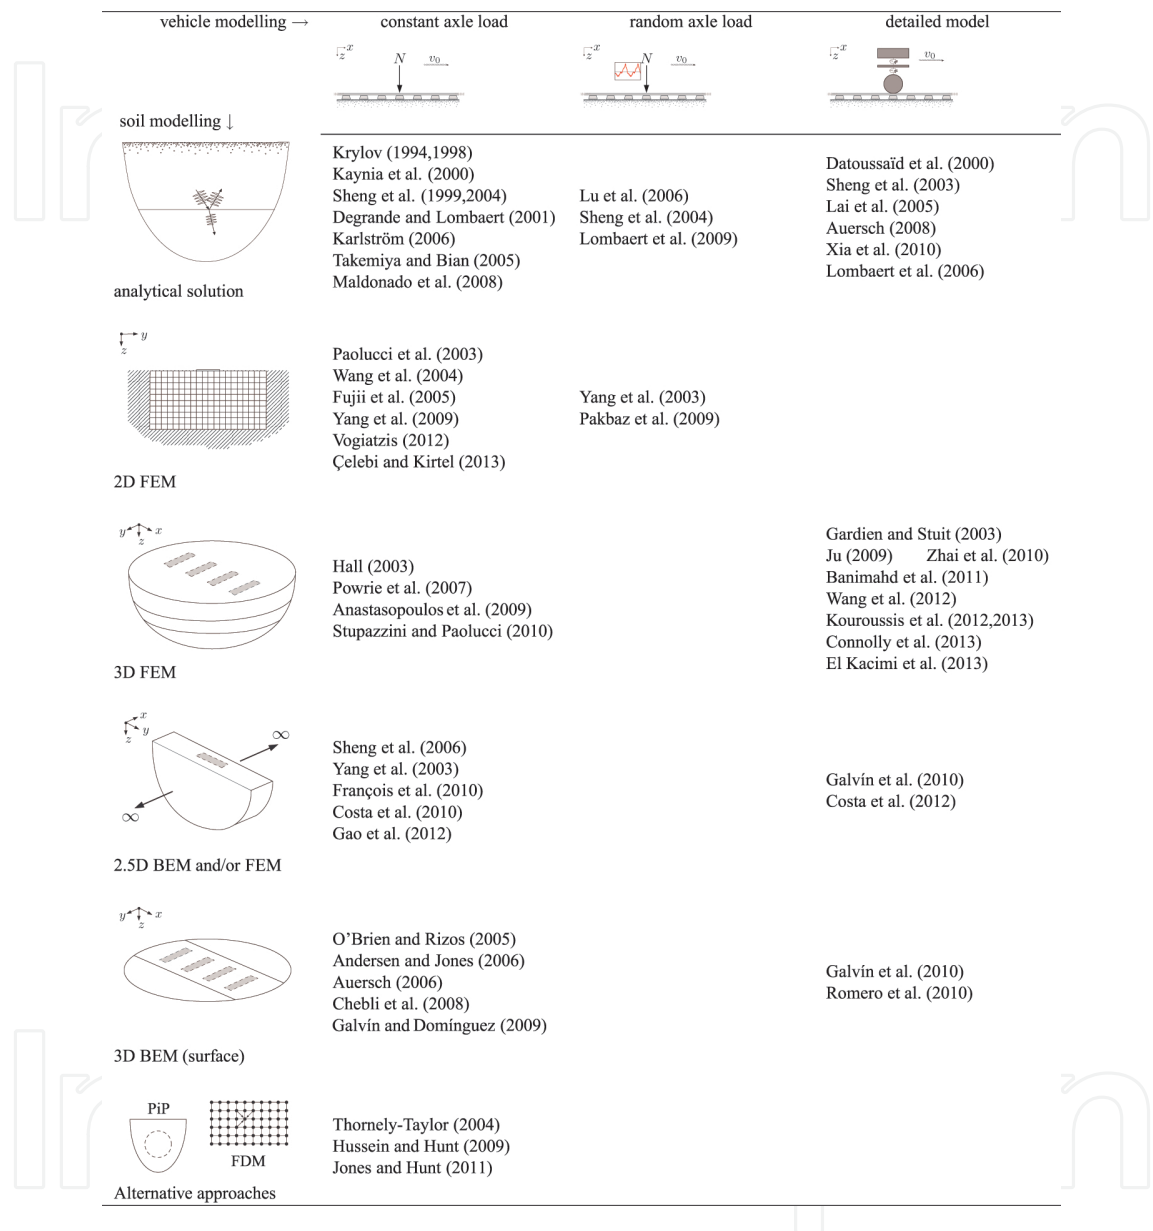 vehicle modelling → constant axle load random axle load detailed model
x z N v0 x z N v0 x z v0
soil modelling ↓
Krylov (1994,1998)
Kaynia et al. (2000)
Sheng et al. (1999,2004)
Degrande and Lombaert (2001)
Karlström (2006)
Takemiya and Bian (2005)
Maldonado et al. (2008)
Lu et al. (2006)
Sheng et al. (2004)
Lombaert et al. (2009)
Datoussaïd et al. (2000)
Sheng et al. (2003)
Lai et al. (2005)
Auersch (2008)
Xia et al. (2010)
Lombaert et al. (2006)
analytical solution
y
z
Paolucci et al. (2003)
Wang et al. (2004)
Fujii et al. (2005)
Yang et al. (2009)
Vogiatzis (2012)
Çelebi and Kirtel (2013)
Yang et al. (2003)
Pakbaz et al. (2009)
2D FEM
y x
z
Hall (2003)
Powrie et al. (2007)
Anastasopoulos et al. (2009)
Stupazzini and Paolucci (2010)
Gardien and Stuit (2003)
Ju (2009) Zhai et al. (2010)
Banimahd et al. (2011)
Wang et al. (2012)
Kouroussis et al. (2012,2013)
Connolly et al. (2013)
El Kacimi et al. (2013)
3D FEM
x
y
z
∞
∞
Sheng et al. (2006)
Yang et al. (2003)
François et al. (2010)
Costa et al. (2010)
Gao et al. (2012)
Galvín et al. (2010)
Costa et al. (2012)
2.5D BEM and/or FEM
y x
z
O'Brien and Rizos (2005)
Andersen and Jones (2006)
Auersch (2006)
Chebli et al. (2008)
Galvín and Domínguez (2009)
Galvín et al. (2010)
Romero et al. (2010)
3D BEM (surface)
PiP
FDM
Thornely-Taylor (2004)
Hussein and Hunt (2009)
Jones and Hunt (2011)
Alternative approaches